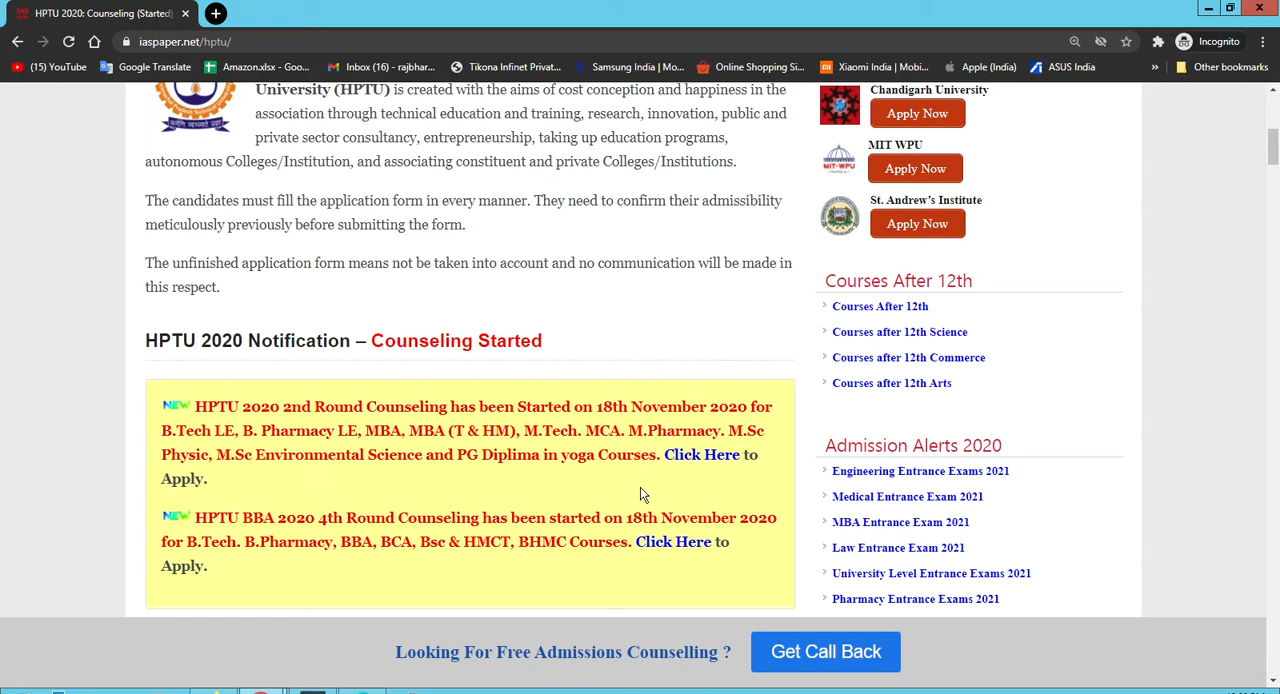 HPTU 2020: Counseling (Started)
iaspaper.net/hptu/
Incognito
(15) YouTube
Google Translate
Amazon.xlsx - Goo...
Inbox (16) - rajbhar...
Tikona Infinet Privat...
Samsung India | Mo...
Online Shopping Si...
Xiaomi India | Mobi...
Apple (India)
ASUS India
»
Other bookmarks
University (HPTU) is created with the aims of cost conception and happiness in the
association through technical education and training, research, innovation, public and
private sector consultancy, entrepreneurship, taking up education programs,
autonomous Colleges/Institution, and associating constituent and private Colleges/Institutions.
The candidates must fill the application form in every manner. They need to confirm their admissibility
meticulously previously before submitting the form.
The unfinished application form means not be taken into account and no communication will be made in
this respect.
HPTU 2020 Notification – Counseling Started
NEW HPTU 2020 2nd Round Counseling has been Started on 18th November 2020 for
B.Tech LE, B. Pharmacy LE, MBA, MBA (T & HM), M.Tech. MCA. M.Pharmacy. M.Sc
Physic, M.Sc Environmental Science and PG Diplima in yoga Courses. Click Here to
Apply.
NEW HPTU BBA 2020 4th Round Counseling has been started on 18th November 2020
for B.Tech. B.Pharmacy, BBA, BCA, Bsc & HMCT, BHMC Courses. Click Here to
Apply.
Chandigarh University
Apply Now
MIT-WPU
MIT WPU
Apply Now
St. Andrew's Institute
Apply Now
Courses After 12th
Courses After 12th
Courses after 12th Science
Courses after 12th Commerce
Courses after 12th Arts
Admission Alerts 2020
Engineering Entrance Exams 2021
Medical Entrance Exam 2021
MBA Entrance Exam 2021
Law Entrance Exam 2021
University Level Entrance Exams 2021
Pharmacy Entrance Exams 2021
Looking For Free Admissions Counselling ?
Get Call Back